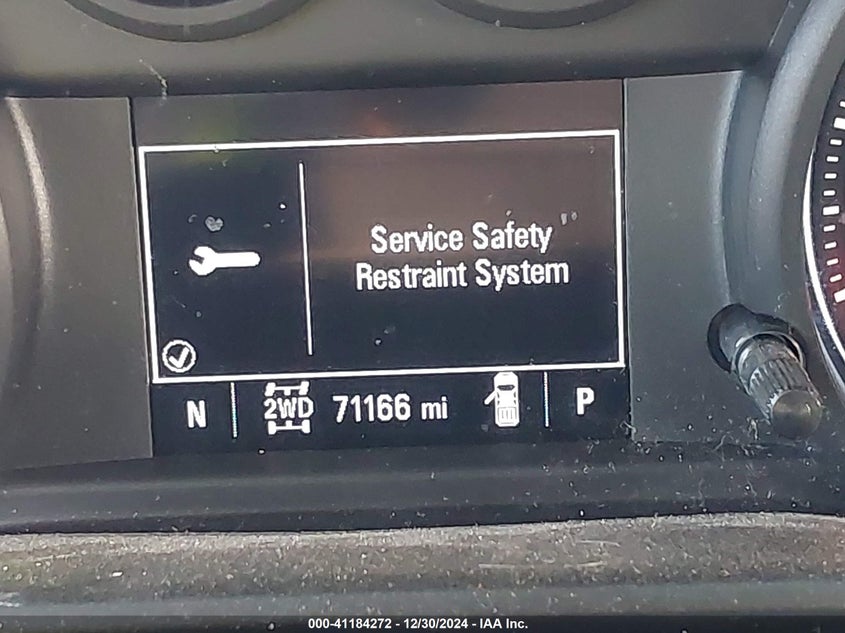 Service Safety
Restraint System
N 2WD 71166 mi P
000-41184272 - 12/30/2024 - IAA Inc.